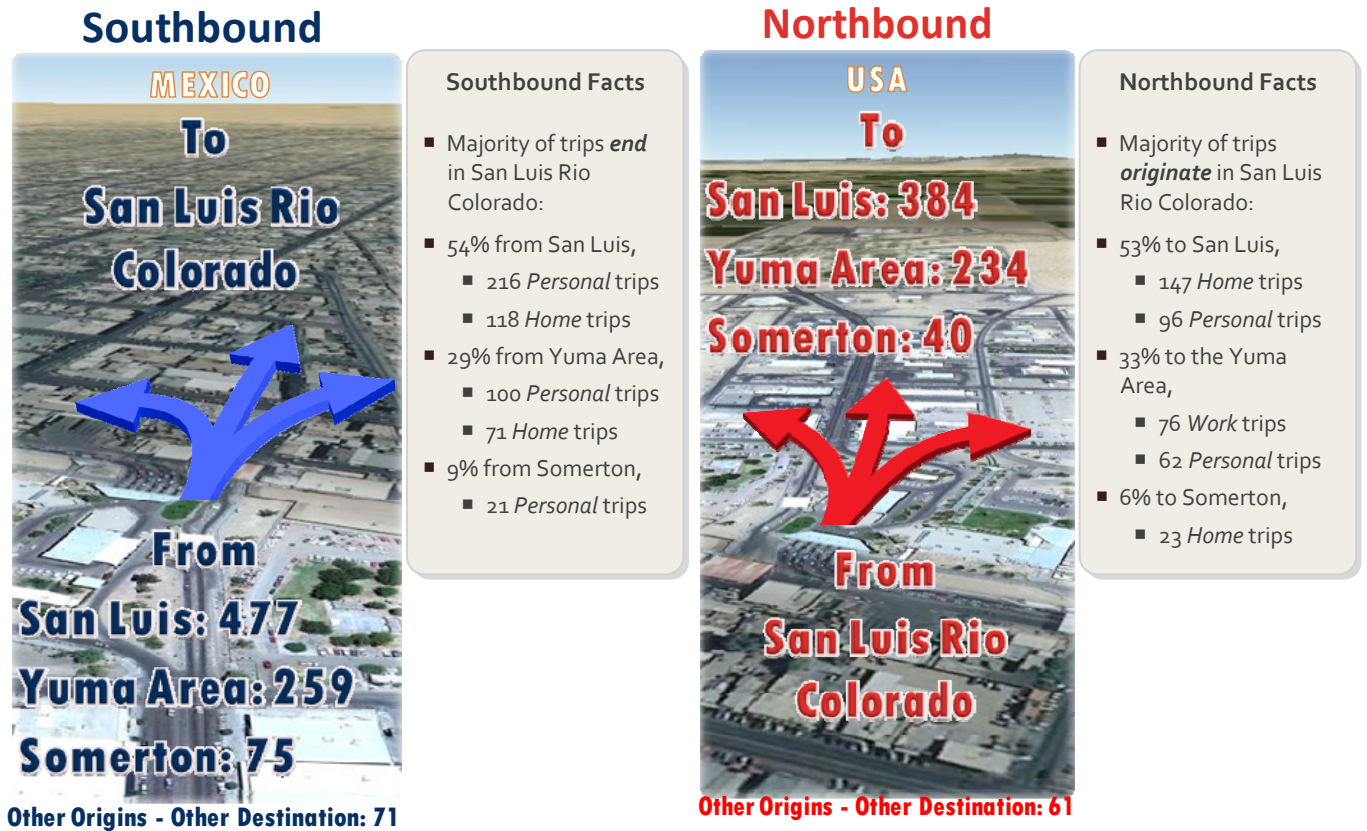 Southbound
MEXICO
To
San Luis Rio
Colorado
From
San Luis: 477
Yuma Area: 259
Somerton: 75
Other Origins - Other Destination: 71
Southbound Facts
▪ Majority of trips end
in San Luis Rio
Colorado:
▪ 54% from San Luis,
▪ 216 Personal trips
▪ 118 Home trips
▪ 29% from Yuma Area,
▪ 100 Personal trips
▪ 71 Home trips
▪ 9% from Somerton,
▪ 21 Personal trips
Northbound
USA
To
San Luis: 384
Yuma Area: 234
Somerton: 40
From
San Luis Rio
Colorado
Other Origins - Other Destination: 61
Northbound Facts
▪ Majority of trips
originate in San Luis
Rio Colorado:
▪ 53% to San Luis,
▪ 147 Home trips
▪ 96 Personal trips
▪ 33% to the Yuma
Area,
▪ 76 Work trips
▪ 62 Personal trips
▪ 6% to Somerton,
▪ 23 Home trips